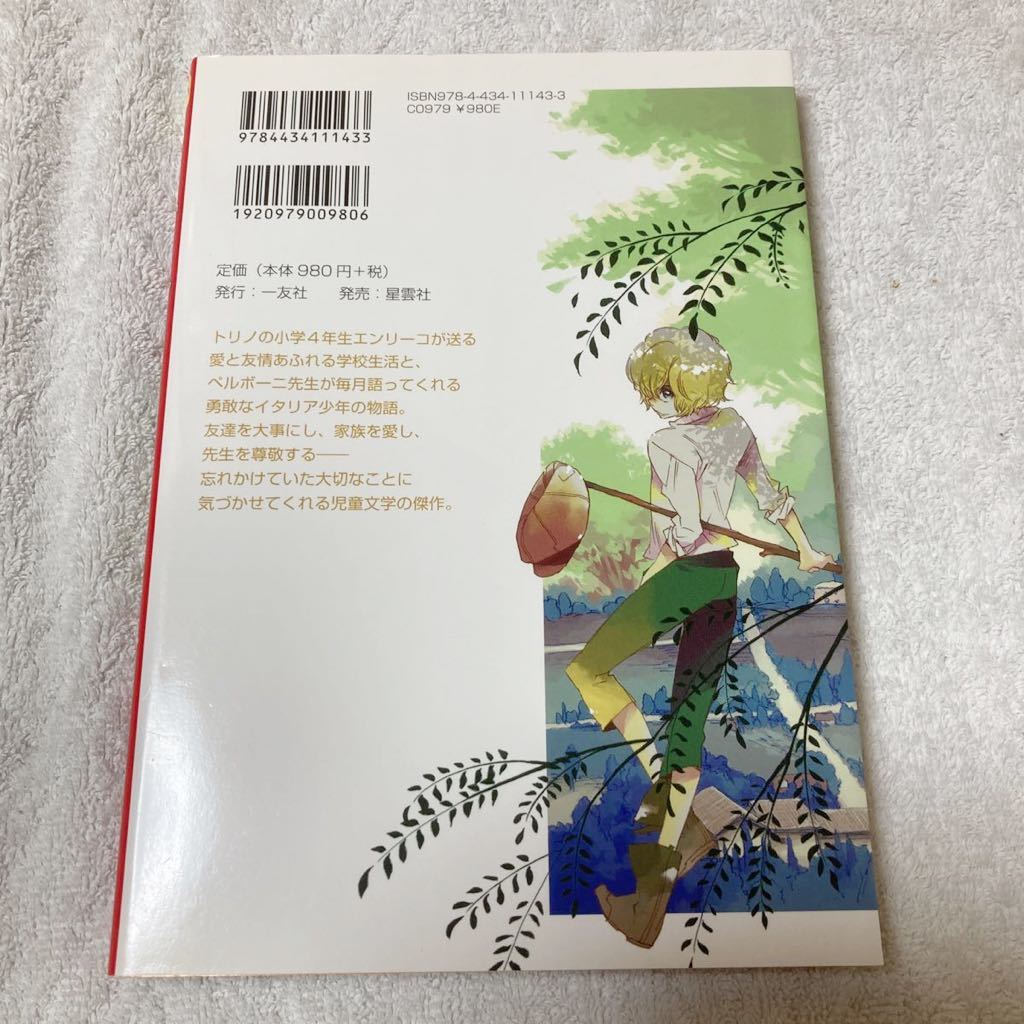 ISBN978-4-434-11143-3
C0979 ¥980E
9784434111433
1920979009806
定価（本体980円+税）
発行：一友社　発売：星雲社
トリノの小学4年生エンリーコが送る
愛と友情あふれる学校生活と、
ペルボーニ先生が毎月語ってくれる
勇敢なイタリア少年の物語。
友達を大事にし、家族を愛し、
先生を尊敬する——
忘れかけていた大切なことに
気づかせてくれる児童文学の傑作。